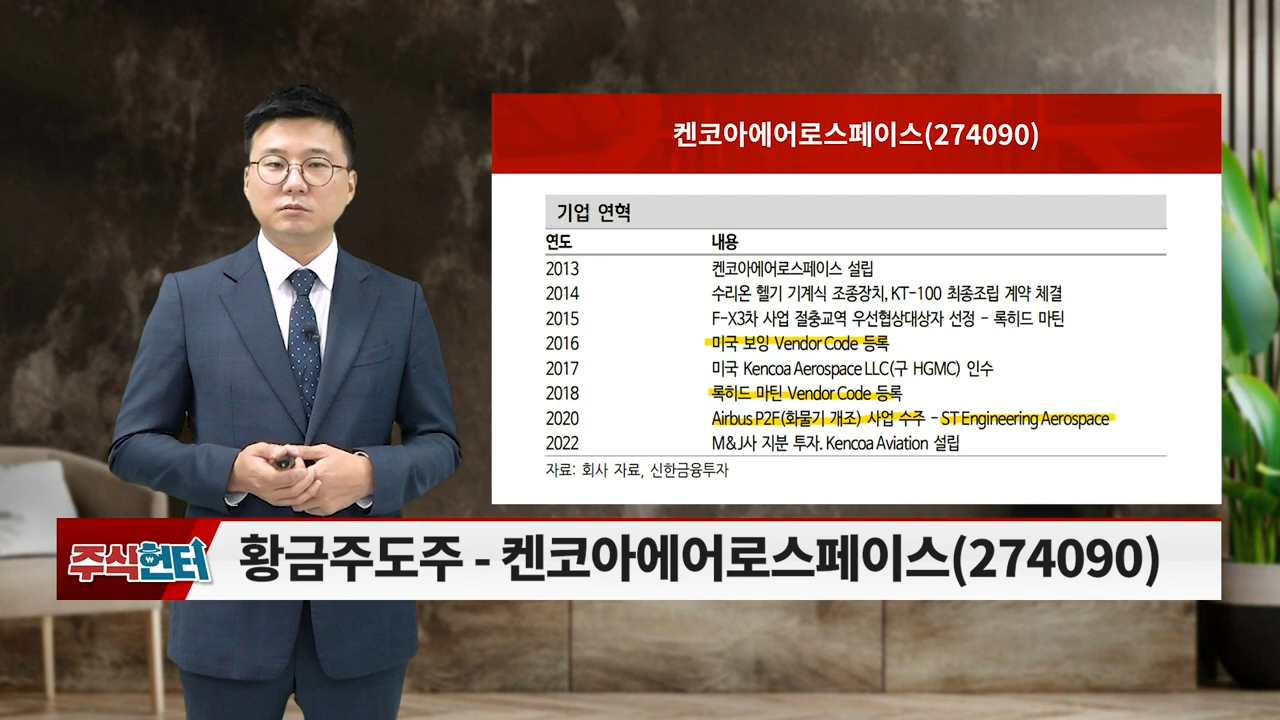 켄코아에어로스페이스(274090)
기업 연혁
연도 내용
2013 켄코아에어로스페이스 설립
2014 수리온 헬기 기계식 조종장치, KT-100 최종조립 계약 체결
2015 F-X3차 사업 절충교역 우선협상대상자 선정 - 록히드 마틴
2016 미국 보잉 Vendor Code 등록
2017 미국 Kencoa Aerospace LLC(구 HGMC) 인수
2018 록히드 마틴 Vendor Code 등록
2020 Airbus P2F(화물기 개조) 사업 수주 - ST Engineering Aerospace
2022 M&J사 지분 투자. Kencoa Aviation 설립
자료: 회사 자료, 신한금융투자
주식헌터 황금주도주 - 켄코아에어로스페이스(274090)